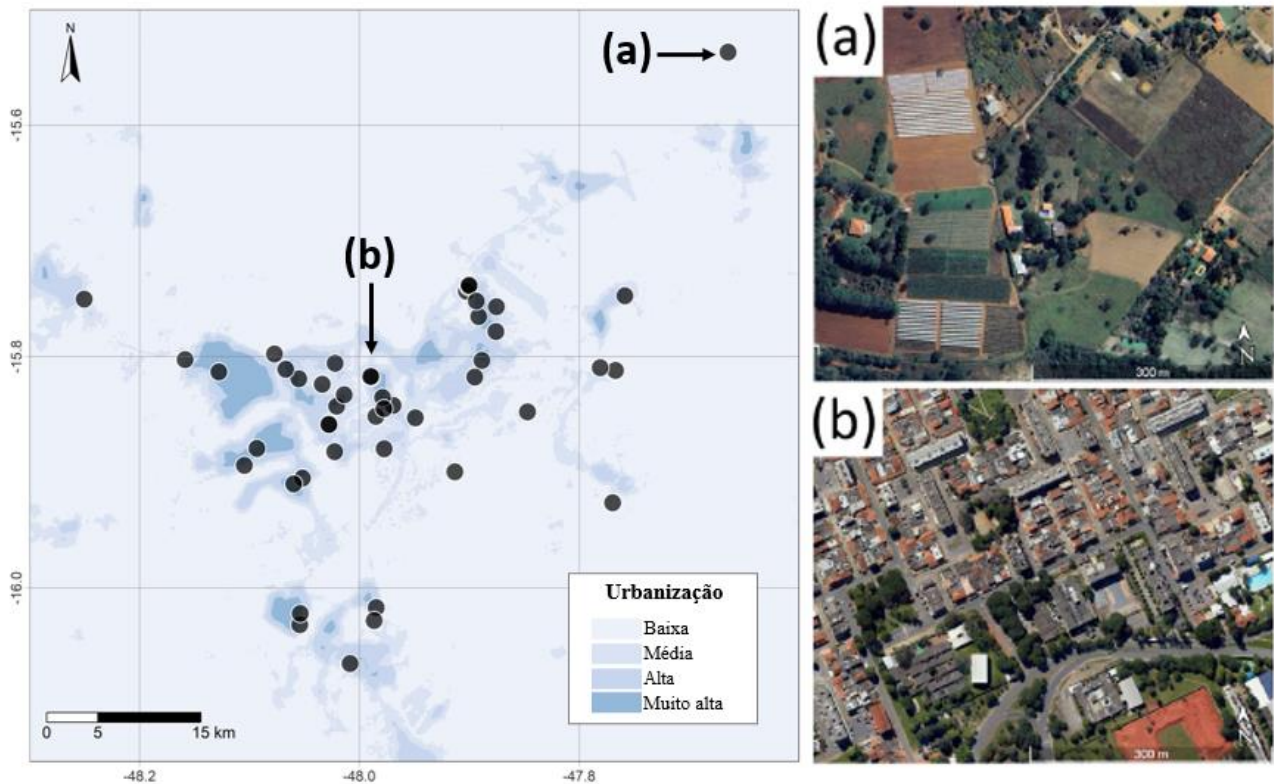 N
(a)
(b)
-15.6
-15.8
-16.0
-48.2
-48.0
-47.8
0
5
15 km
Urbanização
Baixa
Média
Alta
Muito alta
(a)
N
300 m
(b)
N
300 m